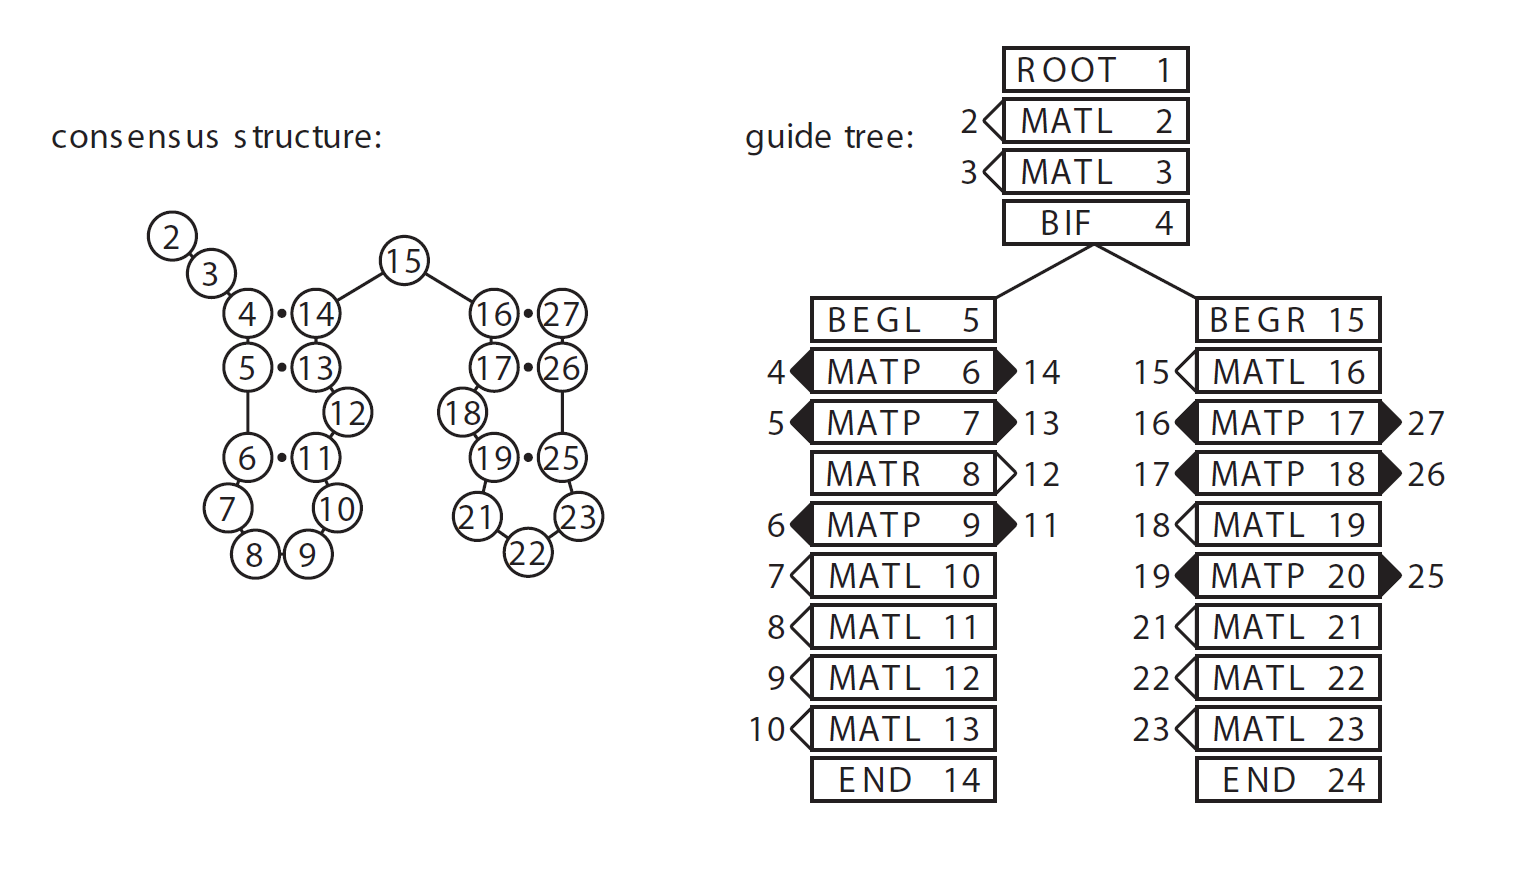 consensus structure:
2
3
15
4 14
16 27
5 13
17 26
12
18
6 11
19 25
7 10
21 23
8 9
22
guide tree:
ROOT 1
2 MATL 2
3 MATL 3
BIF 4
BEGL 5
4 MATP 6 14
5 MATP 7 13
MATR 8 12
6 MATP 9 11
7 MATL 10
8 MATL 11
9 MATL 12
10 MATL 13
END 14
BEGR 15
15 MATL 16
16 MATP 17 27
17 MATP 18 26
18 MATL 19
19 MATP 20 25
21 MATL 21
22 MATL 22
23 MATL 23
END 24